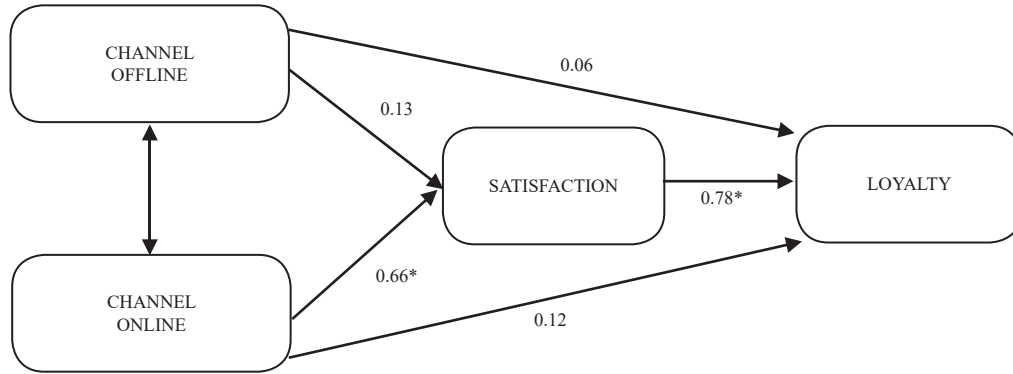 CHANNEL
OFFLINE
0.06
0.13
SATISFACTION
0.78*
LOYALTY
0.66*
CHANNEL
ONLINE
0.12